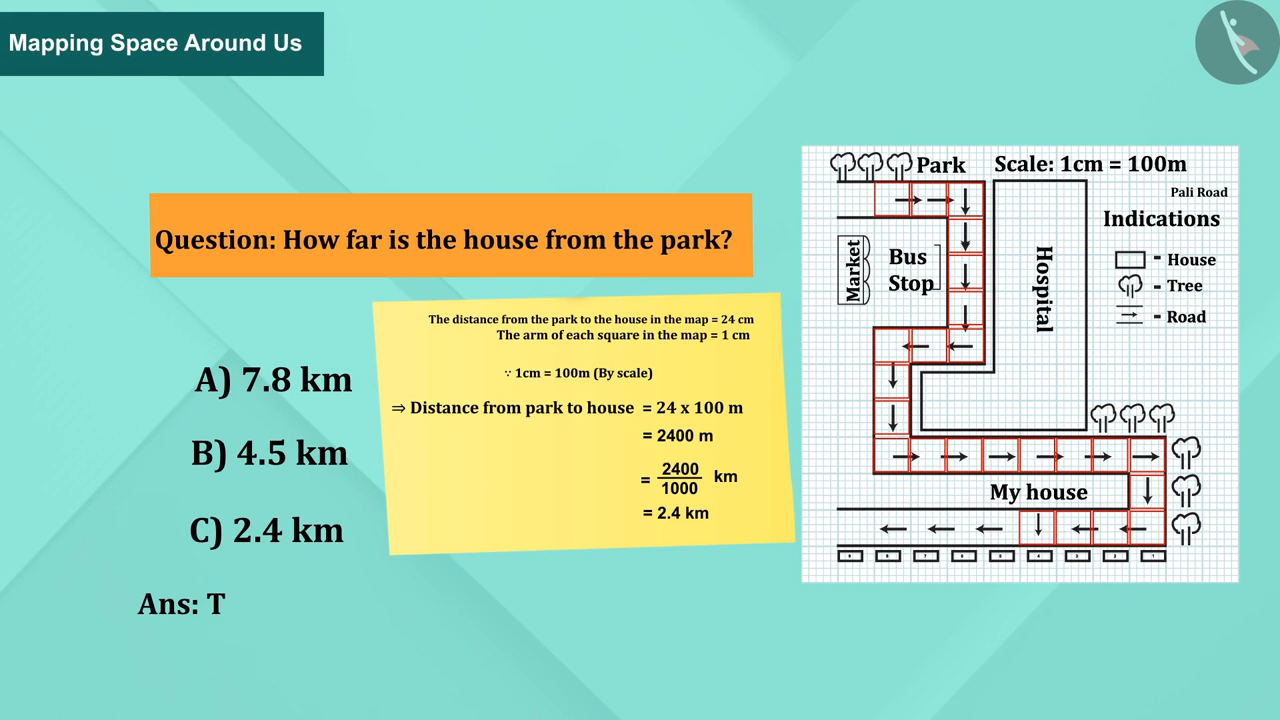 Mapping Space Around Us
Question: How far is the house from the park?
A) 7.8 km
B) 4.5 km
C) 2.4 km
Ans: T
The distance from the park to the house in the map = 24 cm
The arm of each square in the map = 1 cm
∵ 1cm = 100m (By scale)
⇒ Distance from park to house = 24 x 100 m
= 2400 m
= 2400/1000 km
= 2.4 km
Park
Scale: 1cm = 100m
Pali Road
Indications
- House
- Tree
- Road
Market
Bus
Stop
Hospital
My house